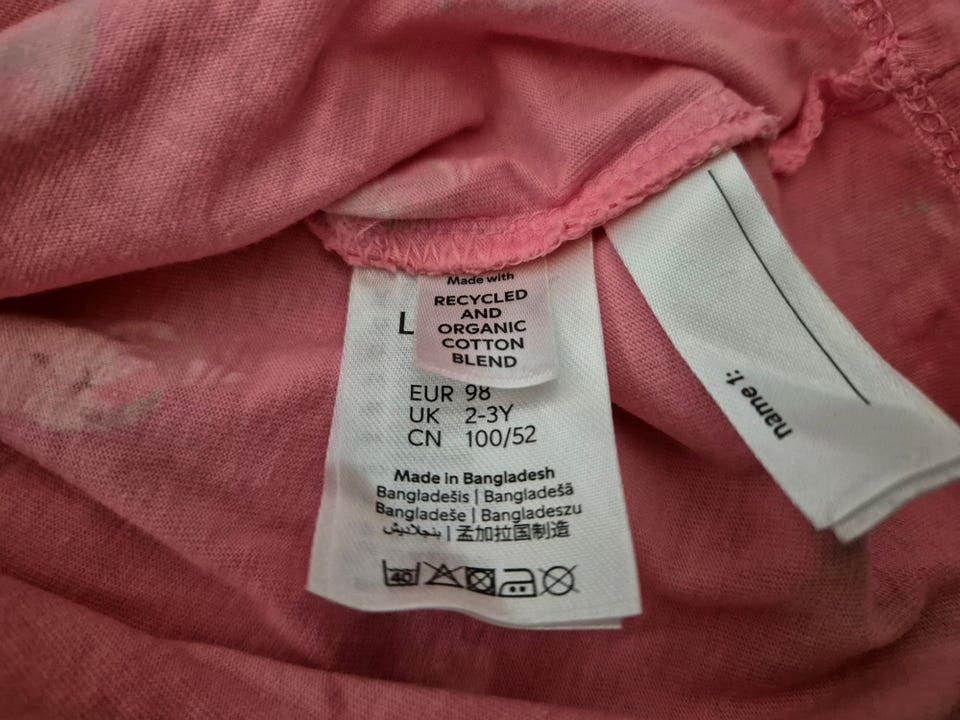 Made with
RECYCLED
AND
ORGANIC
COTTON
BLEND
L
EUR 98
UK 2-3Y
CN 100/52
Made in Bangladesh
Bangladešis | Bangladešā
Bangladeše | Bangladeszu
بنجلاديش | 孟加拉国制造
40
name 1: